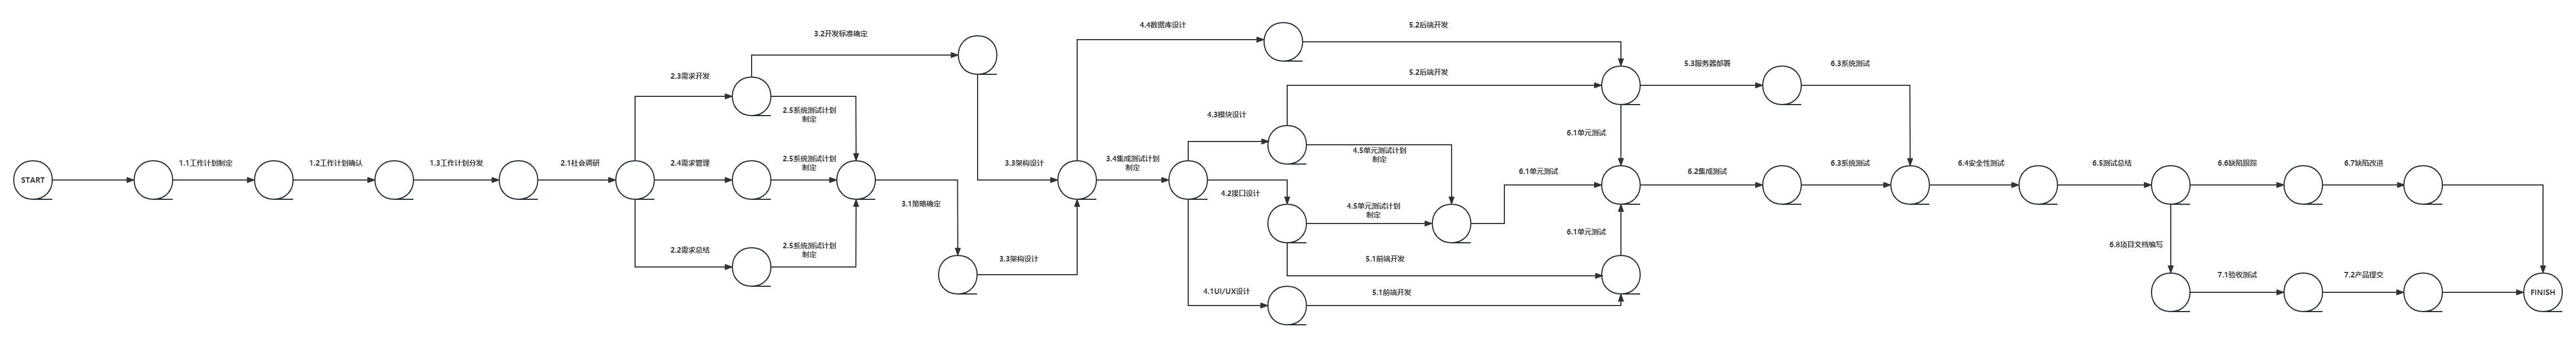 START
1.1工作计划制定
1.2工作计划确认
1.3工作计划分发
2.1社会调研
2.3需求开发
3.2开发标准确定
2.5系统测试计划
制定
2.4需求管理
2.5系统测试计划
制定
2.2需求总结
2.5系统测试计划
制定
3.1策略确定
3.3架构设计
3.3架构设计
4.4数据库设计
3.4集成测试计划
制定
4.3模块设计
4.2接口设计
4.1UI/UX设计
5.2后端开发
5.2后端开发
4.5单元测试计划
制定
4.5单元测试计划
制定
5.1前端开发
5.1前端开发
6.1单元测试
6.1单元测试
6.1单元测试
5.3服务器部署
6.3系统测试
6.2集成测试
6.3系统测试
6.4安全性测试
6.5测试总结
6.6缺陷跟踪
6.7缺陷改进
6.8项目文档编写
7.1验收测试
7.2产品提交
FINISH